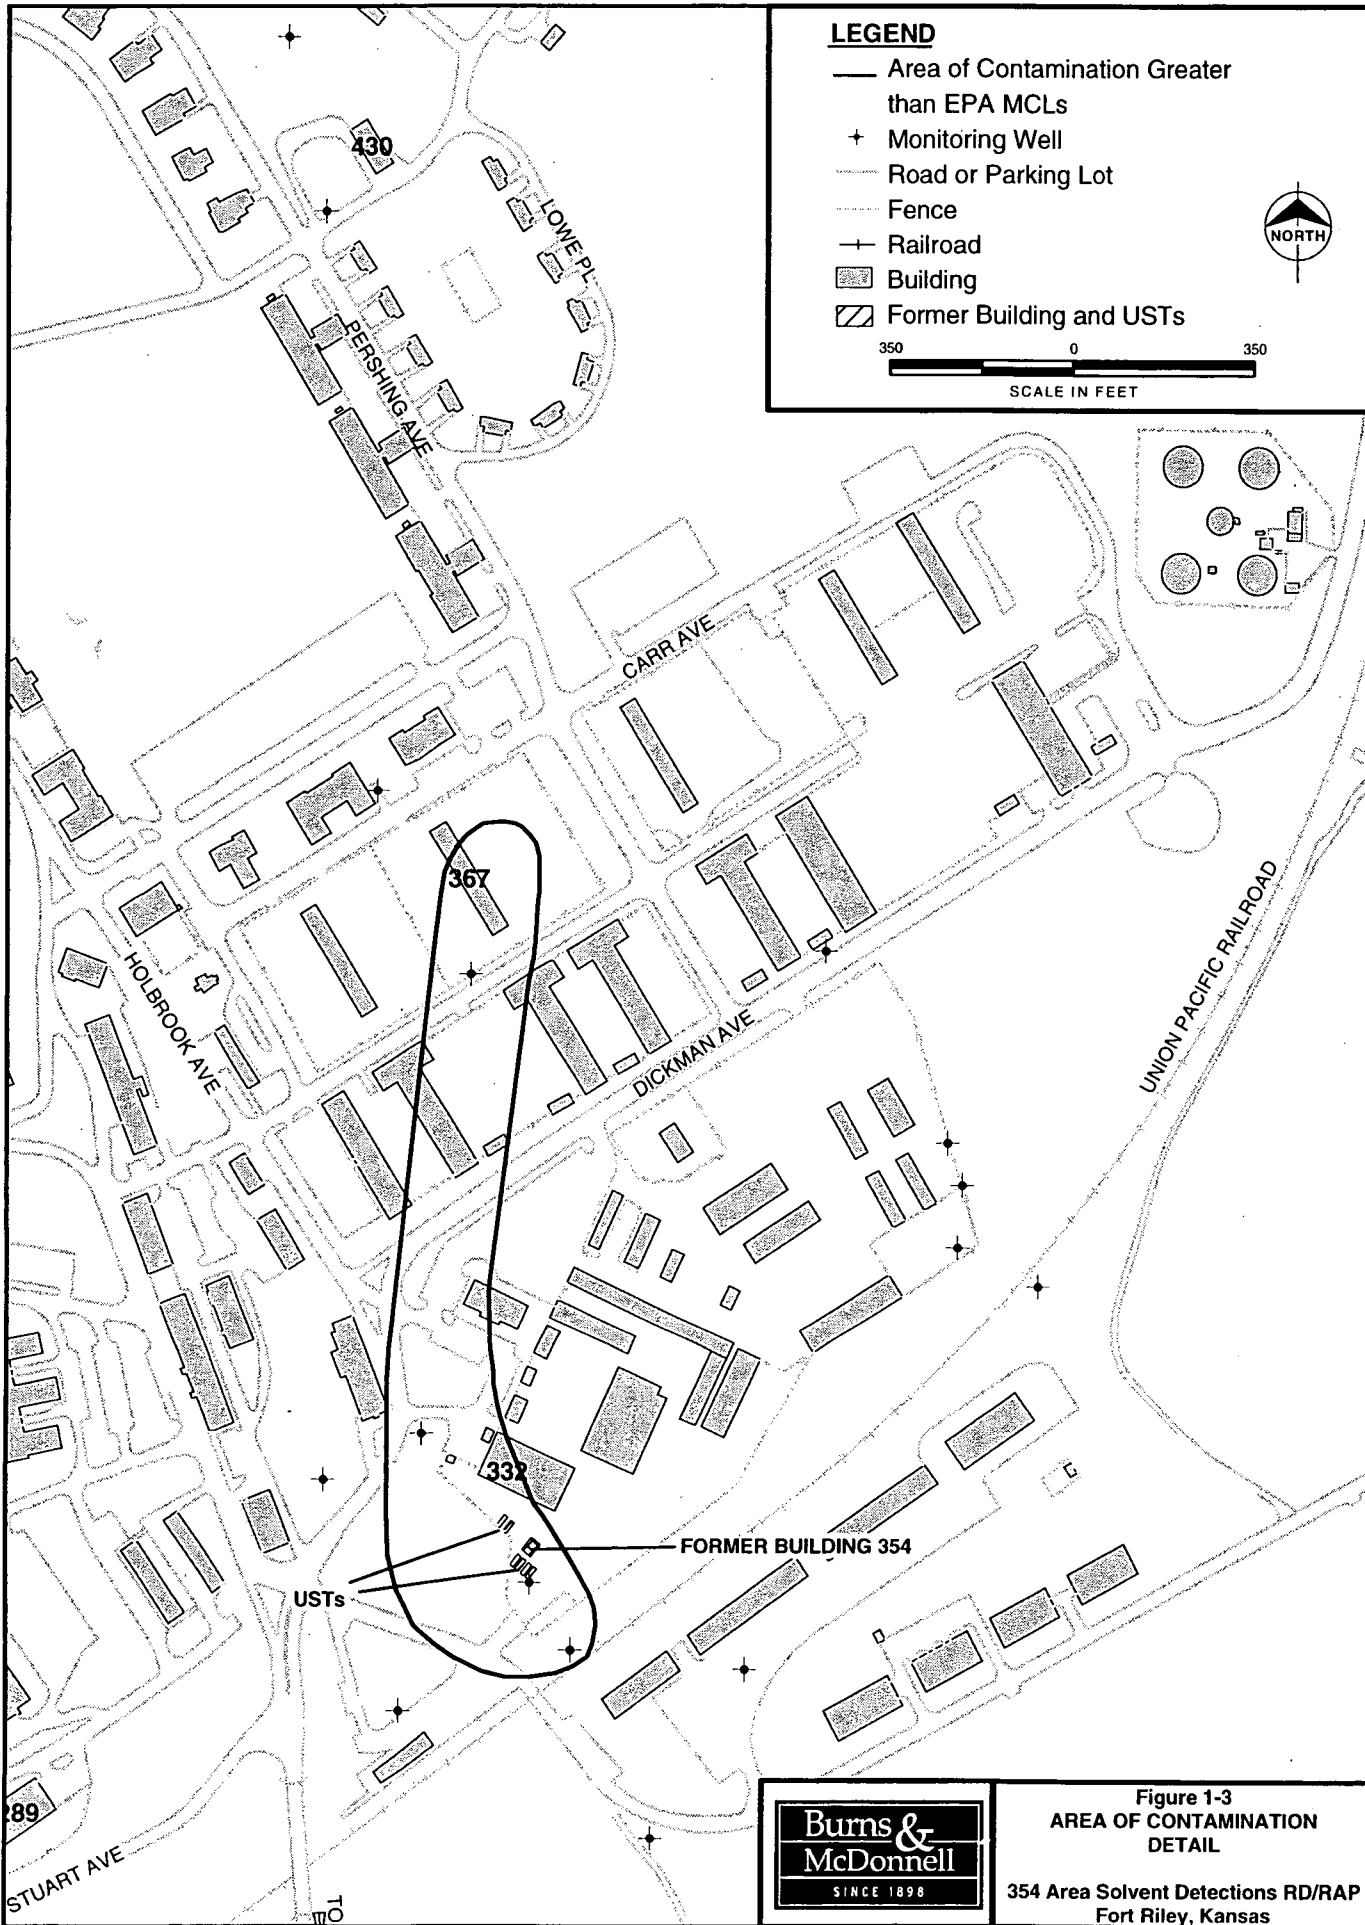 LEGEND
Area of Contamination Greater
than EPA MCLs
Monitoring Well
Road or Parking Lot
Fence
Railroad
Building
Former Building and USTs
350 0 350
SCALE IN FEET
NORTH
430
LOWE PL
PERSHING AVE
CARR AVE
367
HOLBROOK AVE
DICKMAN AVE
UNION PACIFIC RAILROAD
332
FORMER BUILDING 354
USTs
289
STUART AVE
TO
Burns &
McDonnell
SINCE 1898
Figure 1-3
AREA OF CONTAMINATION
DETAIL
354 Area Solvent Detections RD/RAP
Fort Riley, Kansas